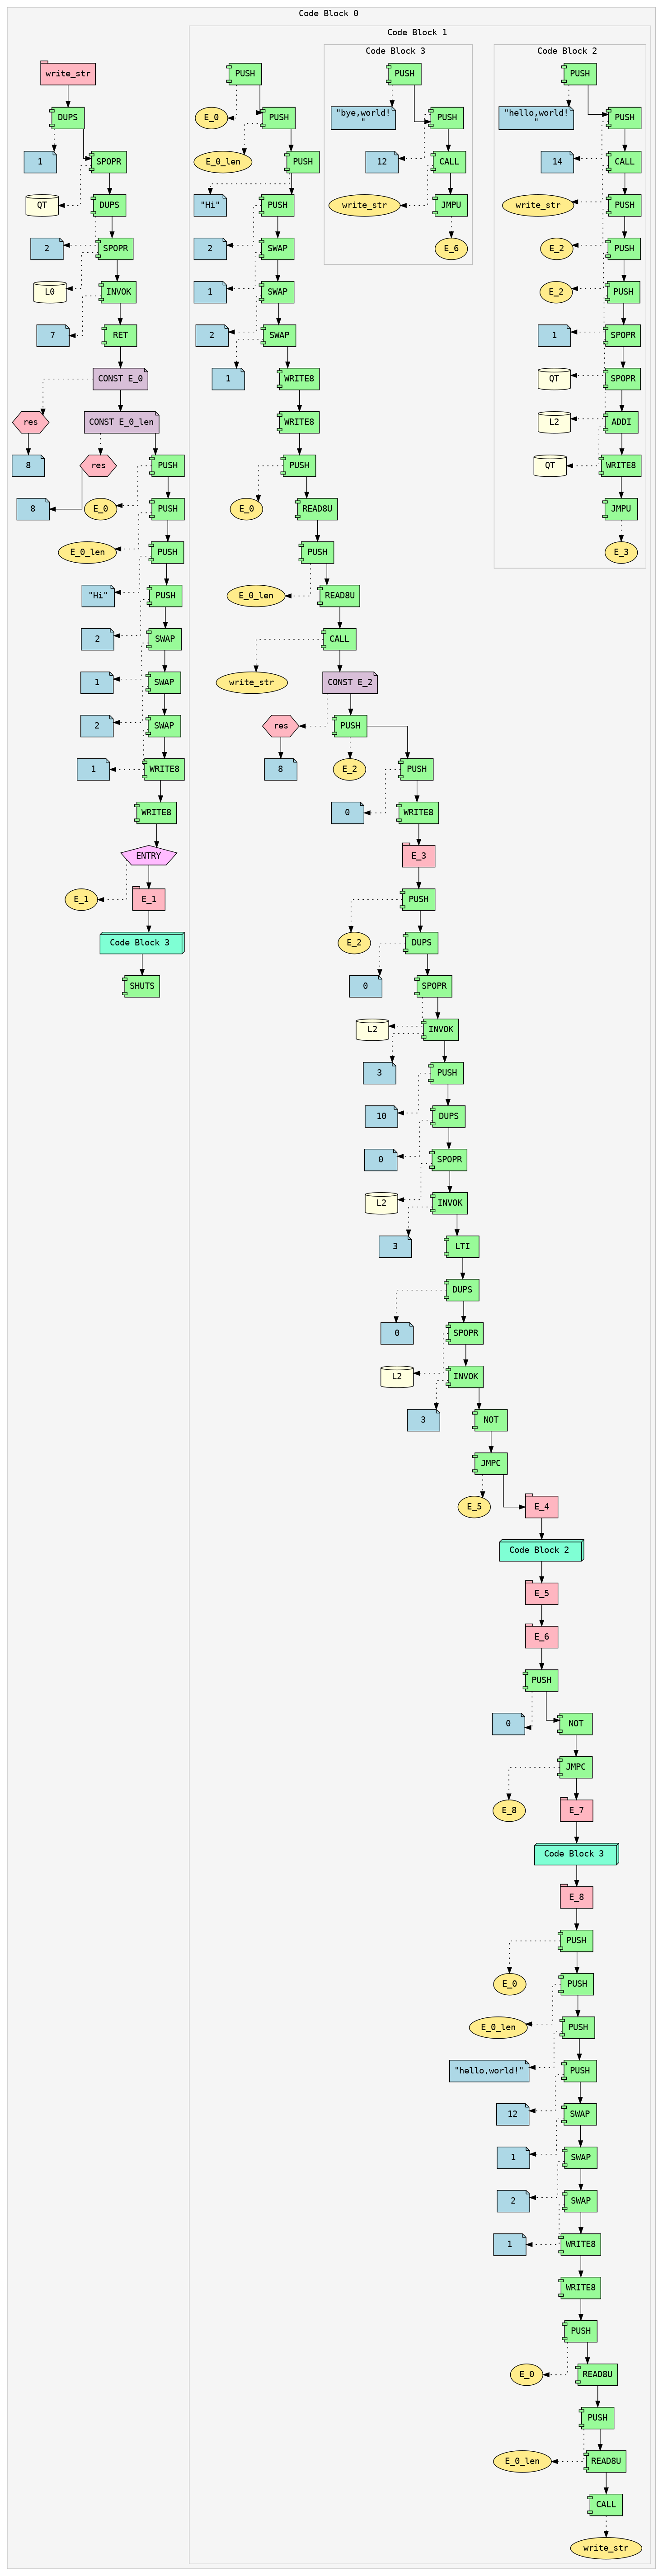 Code Block 0
write_str
DUPS
1
SPOPR
QT
DUPS
2
SPOPR
L0
INVOK
7
RET
CONST E_0
res
CONST E_0_len
8
res
PUSH
8
E_0
PUSH
E_0_len
PUSH
"Hi"
PUSH
2
SWAP
1
SWAP
2
SWAP
1
WRITE8
WRITE8
ENTRY
E_1
E_1
Code Block 3
SHUTS
Code Block 1
PUSH
E_0
PUSH
E_0_len
PUSH
"Hi"
PUSH
2
SWAP
1
SWAP
2
SWAP
1
WRITE8
WRITE8
PUSH
E_0
READ8U
PUSH
E_0_len
READ8U
CALL
write_str
CONST E_2
res
PUSH
8
E_2
PUSH
0
WRITE8
E_3
PUSH
E_2
DUPS
0
SPOPR
L2
INVOK
3
PUSH
10
DUPS
0
SPOPR
L2
INVOK
3
LTI
DUPS
0
SPOPR
L2
INVOK
3
NOT
JMPC
E_5
E_4
Code Block 2
E_5
E_6
PUSH
0
NOT
JMPC
E_8
E_7
Code Block 3
E_8
PUSH
E_0
PUSH
E_0_len
PUSH
"hello,world!"
PUSH
12
SWAP
1
SWAP
2
SWAP
1
WRITE8
WRITE8
PUSH
E_0
READ8U
PUSH
E_0_len
READ8U
CALL
write_str
Code Block 3
PUSH
"bye,world!
"
PUSH
12
CALL
write_str
JMPU
E_6
Code Block 2
PUSH
"hello,world!
"
PUSH
14
CALL
write_str
PUSH
E_2
PUSH
E_2
PUSH
1
SPOPR
QT
SPOPR
L2
ADDI
QT
WRITE8
JMPU
E_3